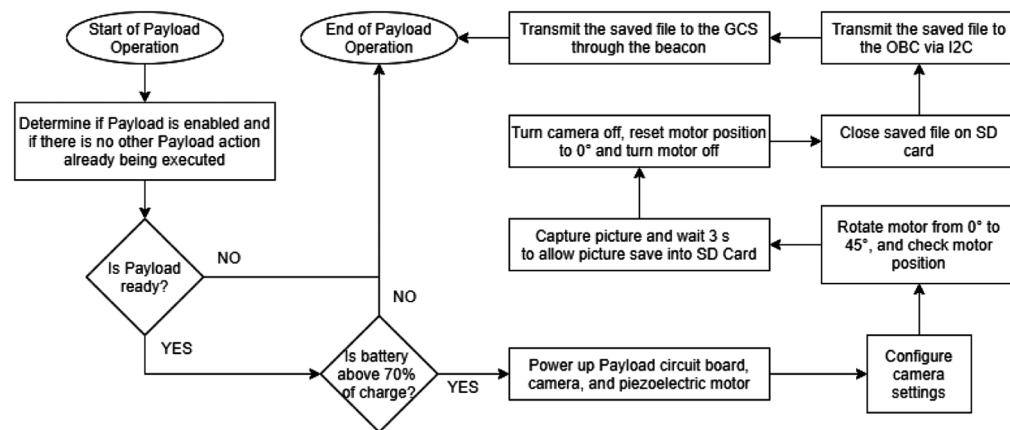 Start of Payload
Operation
Determine if Payload is enabled and
if there is no other Payload action
already being executed
Is Payload
ready?
NO
YES
Is battery
above 70%
of charge?
NO
YES
Power up Payload circuit board,
camera, and piezoelectric motor
Configure
camera
settings
Rotate motor from 0° to
45°, and check motor
position
Capture picture and wait 3 s
to allow picture save into SD Card
Turn camera off, reset motor position
to 0° and turn motor off
Close saved file on SD
card
Transmit the saved file to
the OBC via I2C
Transmit the saved file to the GCS
through the beacon
End of Payload
Operation